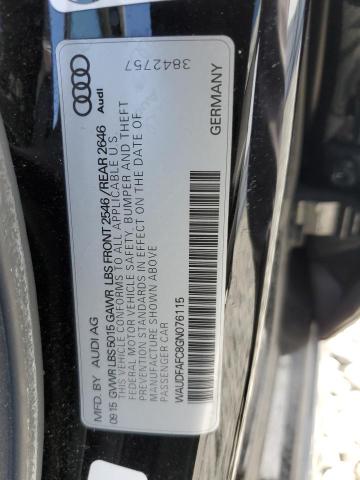 MFD. BY AUDI AG
09.15 GVWR LBS 5015 GAWR LBS FRONT 2546 / REAR 2646
THIS VEHICLE CONFORMS TO ALL APPLICABLE U S
FEDERAL MOTOR VEHICLE SAFETY, BUMPER AND THEFT
PREVENTION STANDARDS IN EFFECT ON THE DATE OF
MANUFACTURE SHOWN ABOVE
WAUDFAFC8GN076115
Audi
3842757
GERMANY